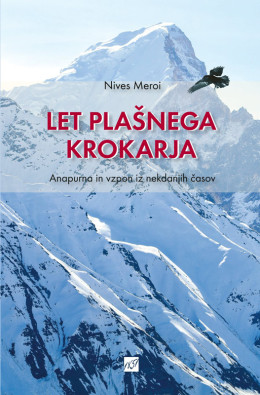 Nives Meroi
LET PLAŠNEGA
KROKARJA
Anapurna in vzpon iz nekdanjih časov